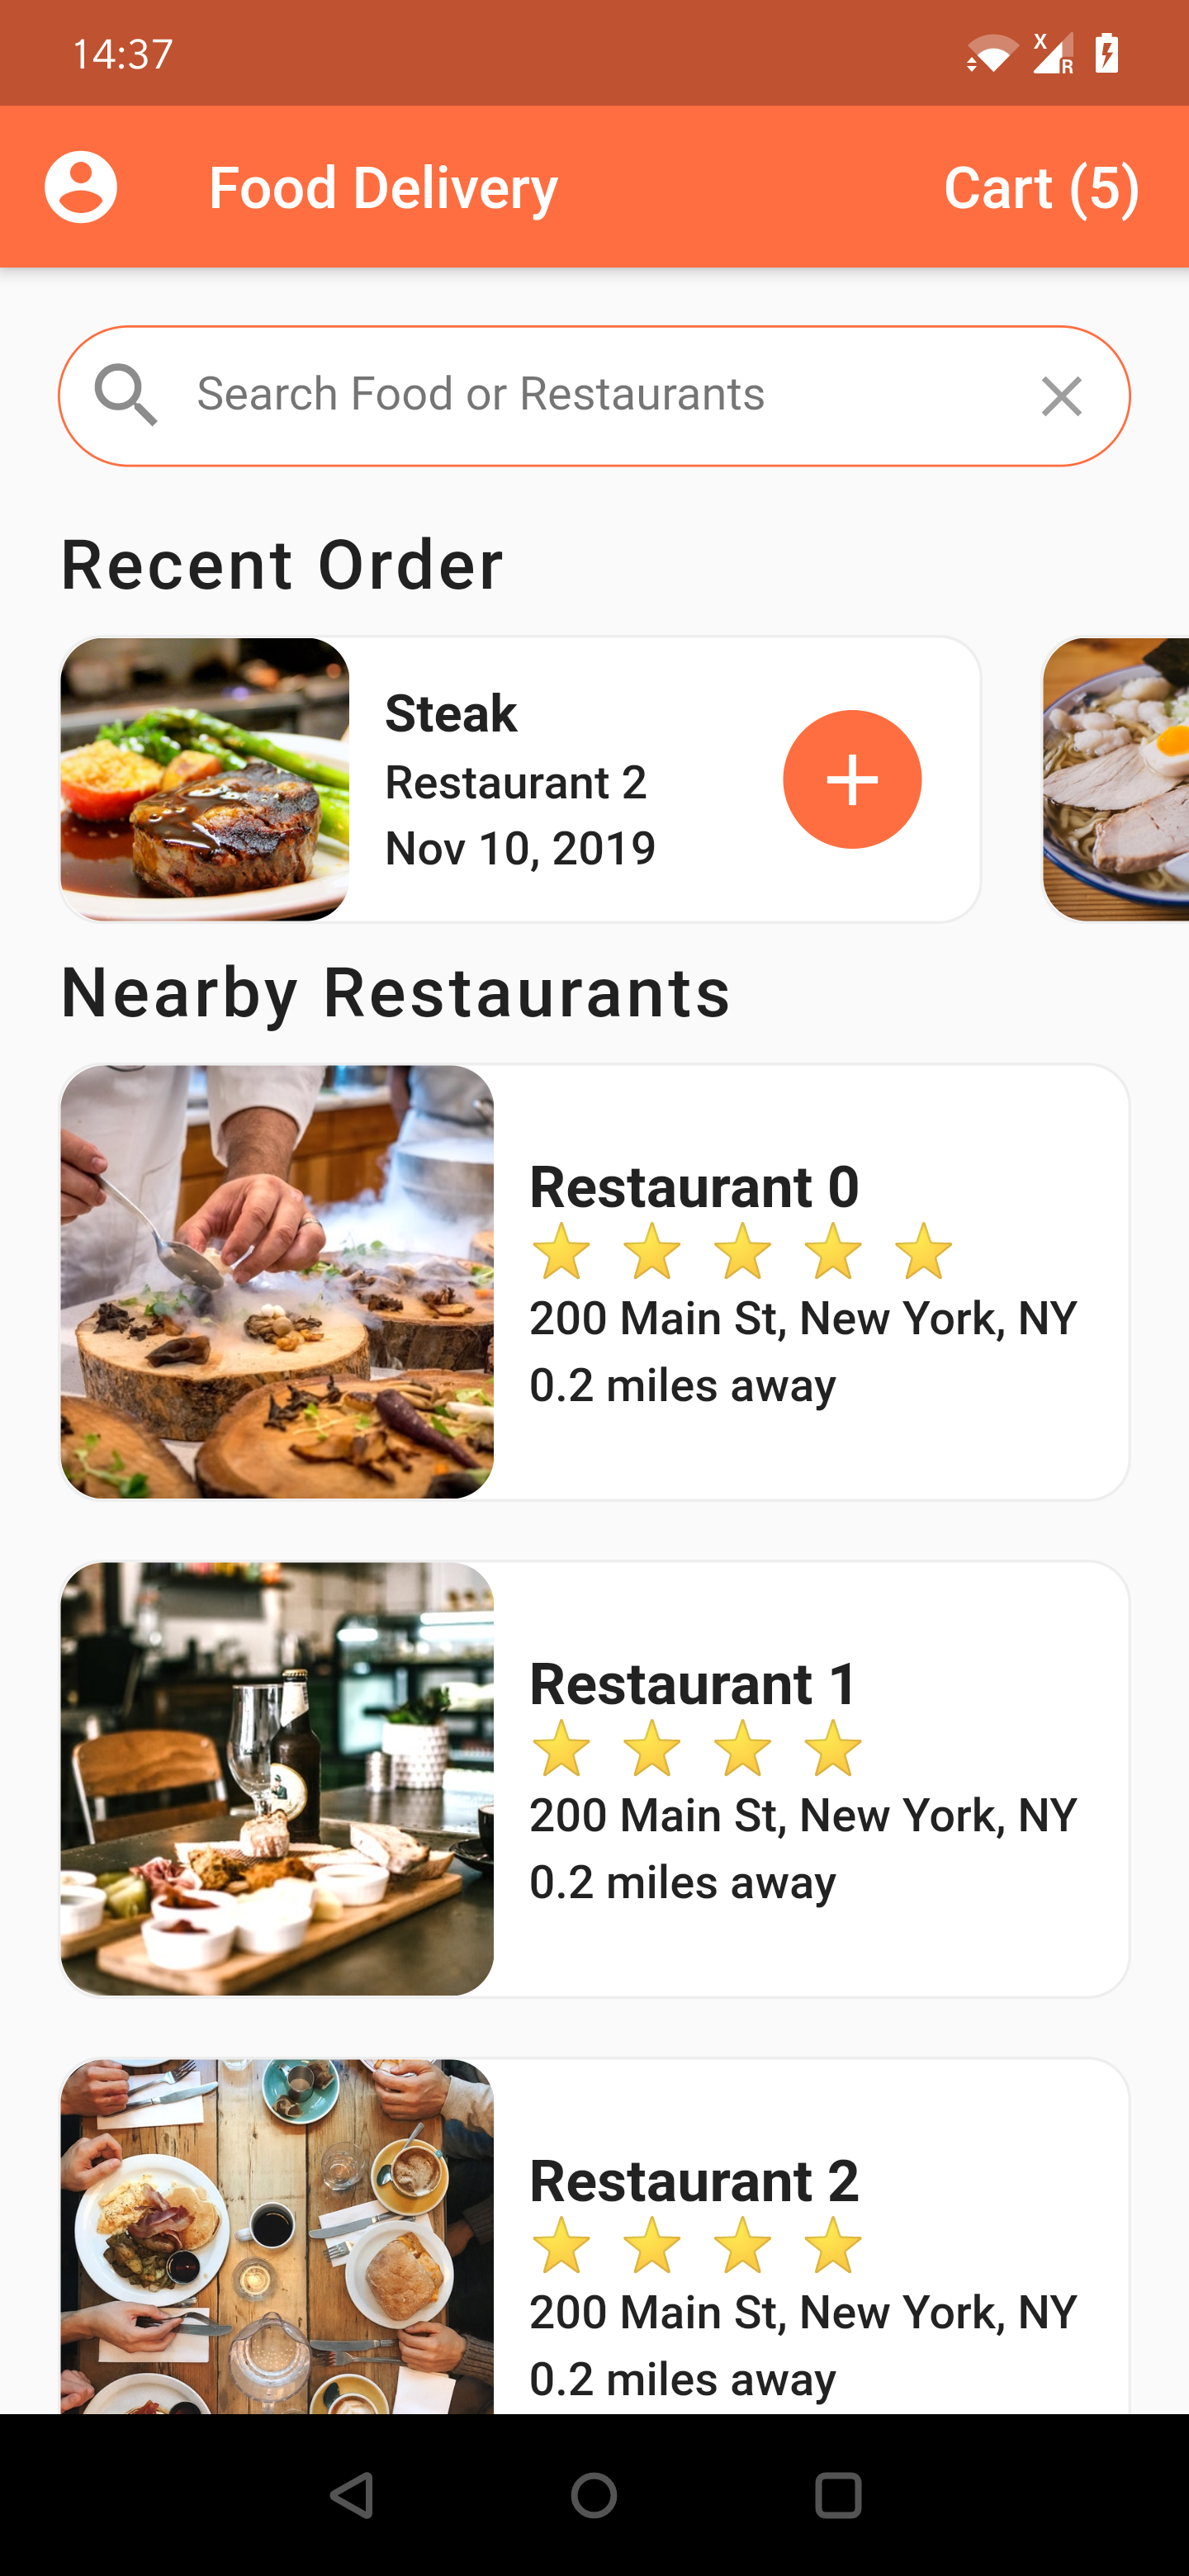 14:37
Food Delivery
Cart (5)
Search Food or Restaurants
Recent Order
Steak
Restaurant 2
Nov 10, 2019
Nearby Restaurants
Restaurant 0
200 Main St, New York, NY
0.2 miles away
Restaurant 1
200 Main St, New York, NY
0.2 miles away
Restaurant 2
200 Main St, New York, NY
0.2 miles away